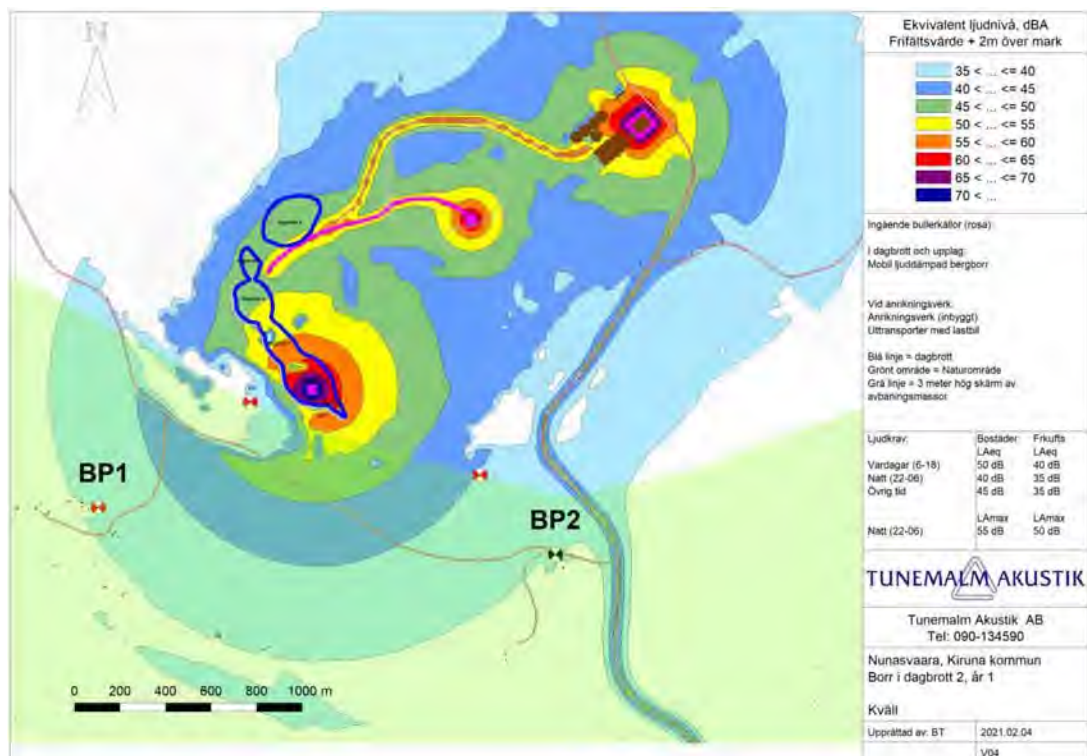 N
BP1
BP2
0 200 400 600 800 1000 m
Ekvivalent ljudnivå, dBA
Frifältsvärde + 2m över mark
35 < ... <= 40
40 < ... <= 45
45 < ... <= 50
50 < ... <= 55
55 < ... <= 60
60 < ... <= 65
65 < ... <= 70
70 < ...
Ingående bullerkällor (rosa)
I dagbrott och upplag:
Mobil ljuddämpad bergborr
Vid anrikningsverk.
Anrikningsverk (inbyggt)
Uttransporter med lastbil
Blå linje = dagbrott
Grönt område = Naturområde
Grå linje = 3 meter hög skärm av
avbaningsmassor
Ljudkrav: Bostäder Frkufts
LAeq LAeq
Vardagar (6-18) 50 dB 40 dB
Natt (22-06) 40 dB 35 dB
Övrig tid 45 dB 35 dB
LAmax LAmax
Natt (22-06) 55 dB 50 dB
TUNEMALM AKUSTIK
Tunemalm Akustik AB
Tel: 090-134590
Nunasvaara, Kiruna kommun
Borr i dagbrott 2, år 1
Kväll
Upprättad av: BT 2021.02.04
V04